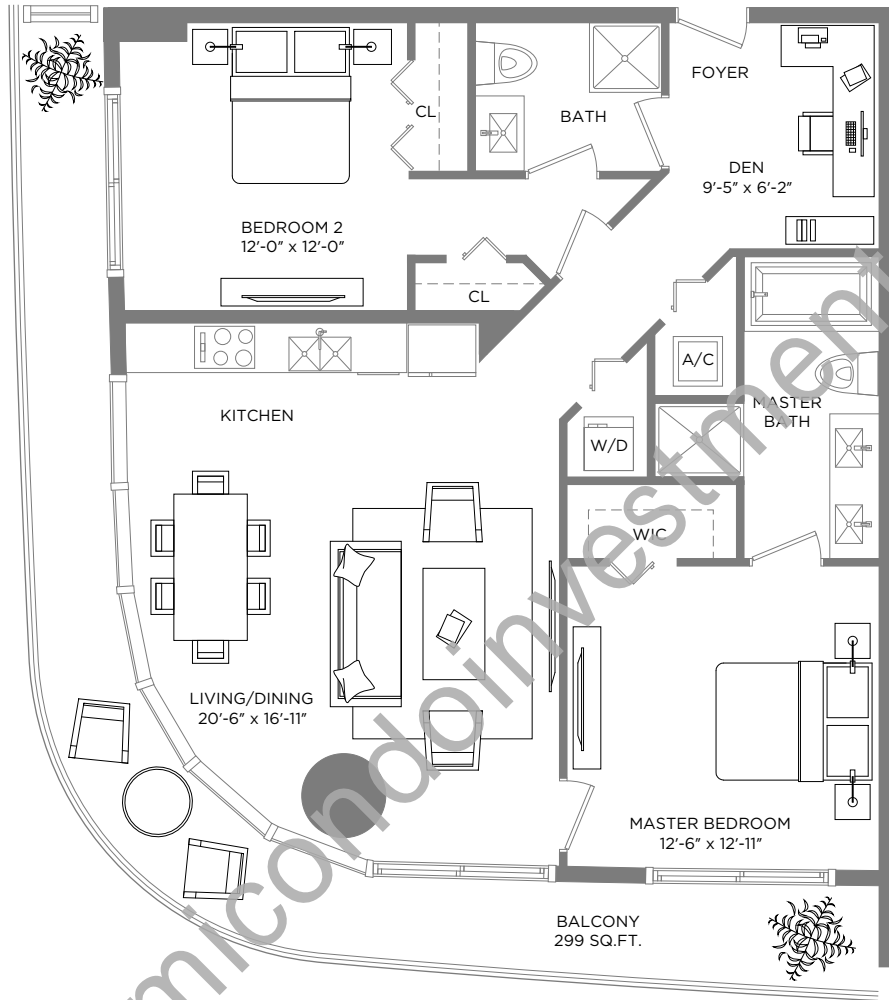 FOYER
CL
BATH
DEN
9'-5" x 6'-2"
BEDROOM 2
12'-0" x 12'-0"
CL
A/C
MASTER
BATH
KITCHEN
W/D
WIC
LIVING/DINING
20'-6" x 16'-11"
MASTER BEDROOM
12'-6" x 12'-11"
BALCONY
299 SQ.FT.
micondoinvestment